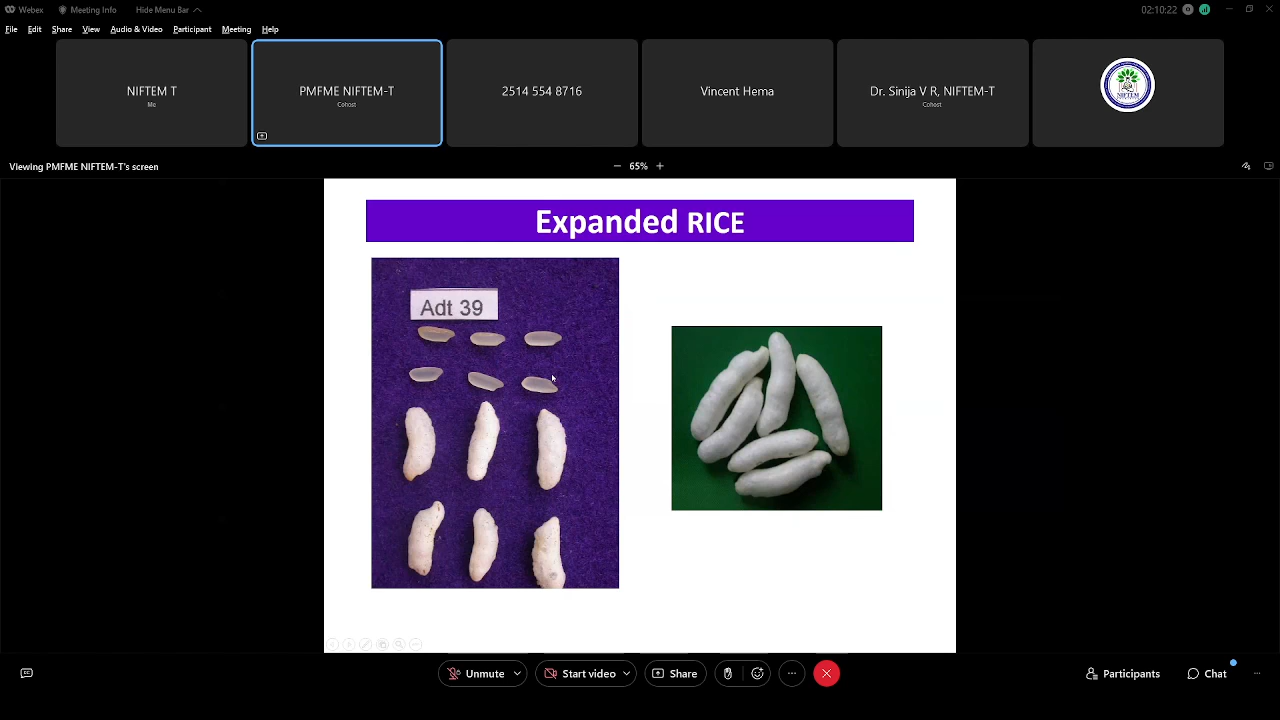 Webex
Meeting Info
Hide Menu Bar
02:10:22
File
Edit
Share
View
Audio & Video
Participant
Meeting
Help
NIFTEM T
Me
PMFME NIFTEM-T
Cohost
2514 554 8716
Vincent Hema
Dr. Sinija V R, NIFTEM-T
Cohost
NIFTEM
Viewing PMFME NIFTEM-T's screen
65%
Expanded RICE
Adt 39
Unmute
Start video
Share
Participants
Chat